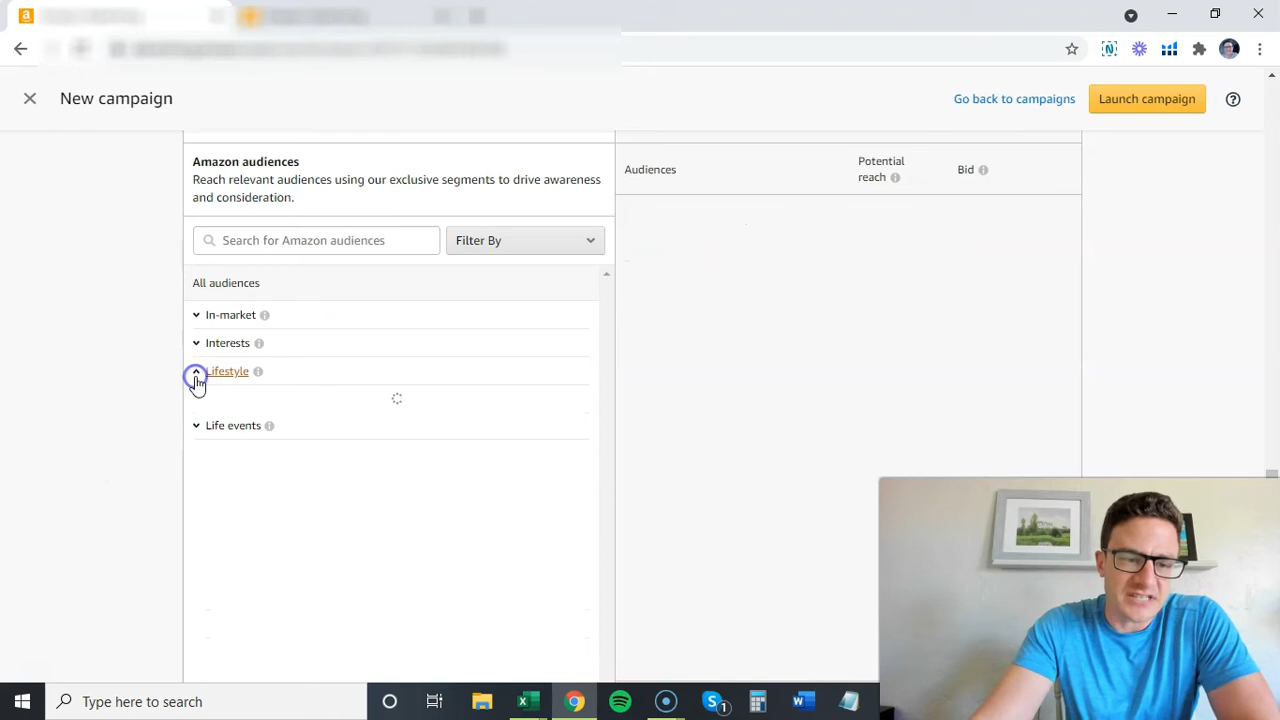 New campaign
Go back to campaigns
Launch campaign
Amazon audiences
Reach relevant adiences using our exclusive segments to drive awareness
and consideration.
Audiences
Potential
reach
Bid
Search for Amazon audiences
Filter By
All audiences
In-market
Interests
Lifestyle
Life events
Type here to search
1